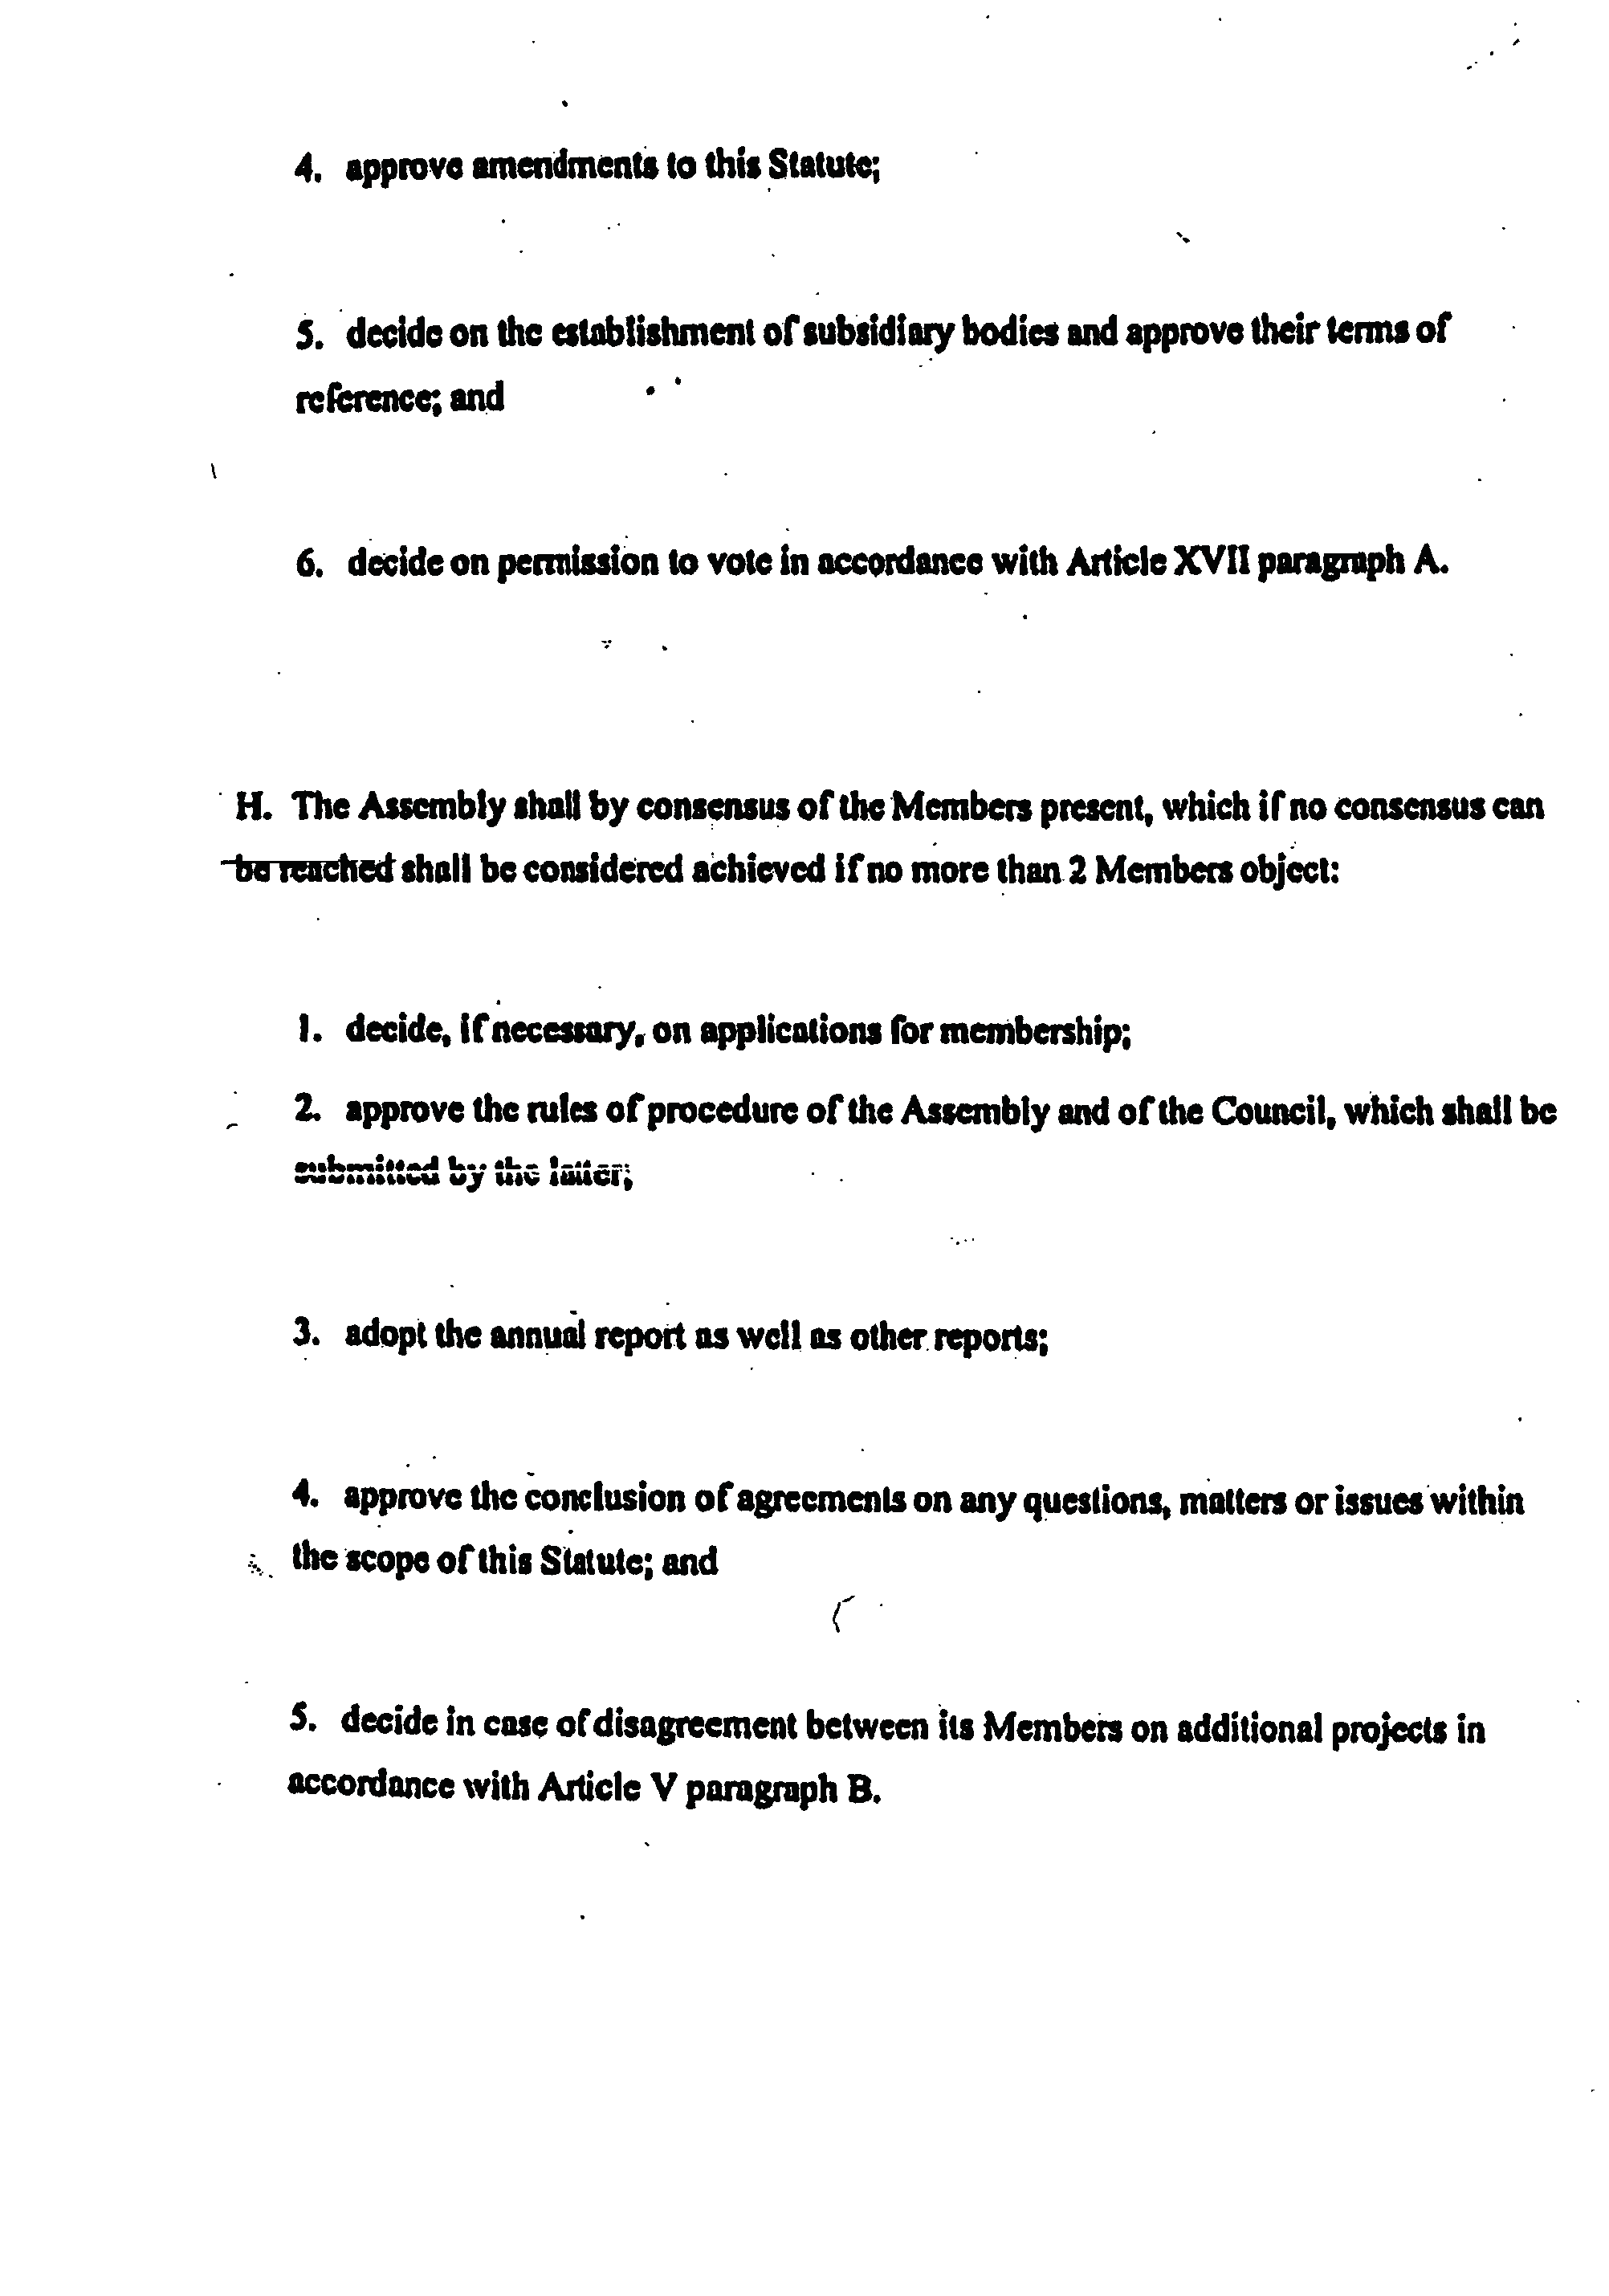 4. approve amendments to this Statute;
5. decide on the establishment of subsidiary bodies and approve their terms of
reference; and
6. decide on permission to vote in accordance with Article XVII paragraph A.
H. The Assembly shall by consensus of the Members present, which if no consensus can
be reached shall be considered achieved if no more than 2 Members object:
1. decide, if necessary, on applications for membership;
2. approve the rules of procedure of the Assembly and of the Council, which shall be
submitted by the latter;
3. adopt the annual report as well as other reports;
4. approve the conclusion of agreements on any questions, matters or issues within
the scope of this Statute; and
5. decide in case of disagreement between its Members on additional projects in
accordance with Article V paragraph B.